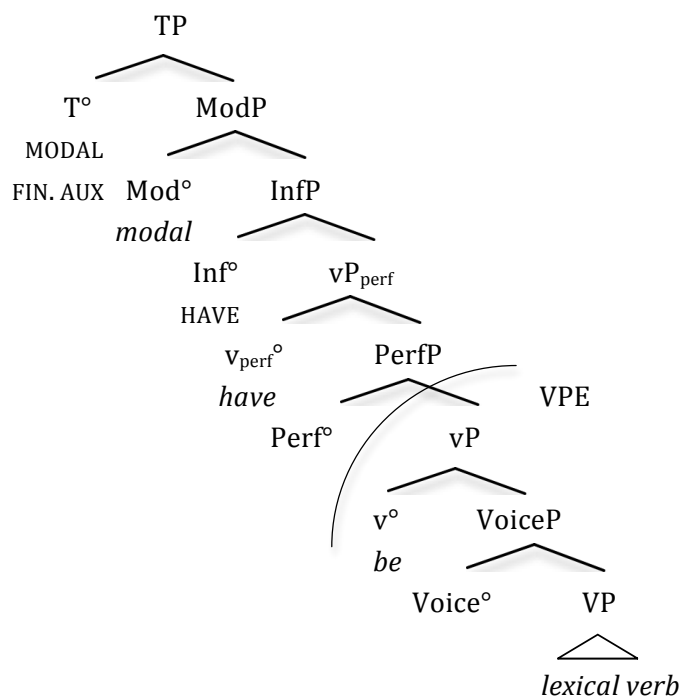 TP
T° ModP
MODAL
FIN. AUX Mod° InfP
modal
Inf° vPperf
HAVE
vperf° PerfP
have VPE
Perf° vP
v° VoiceP
be
Voice° VP
lexical verb